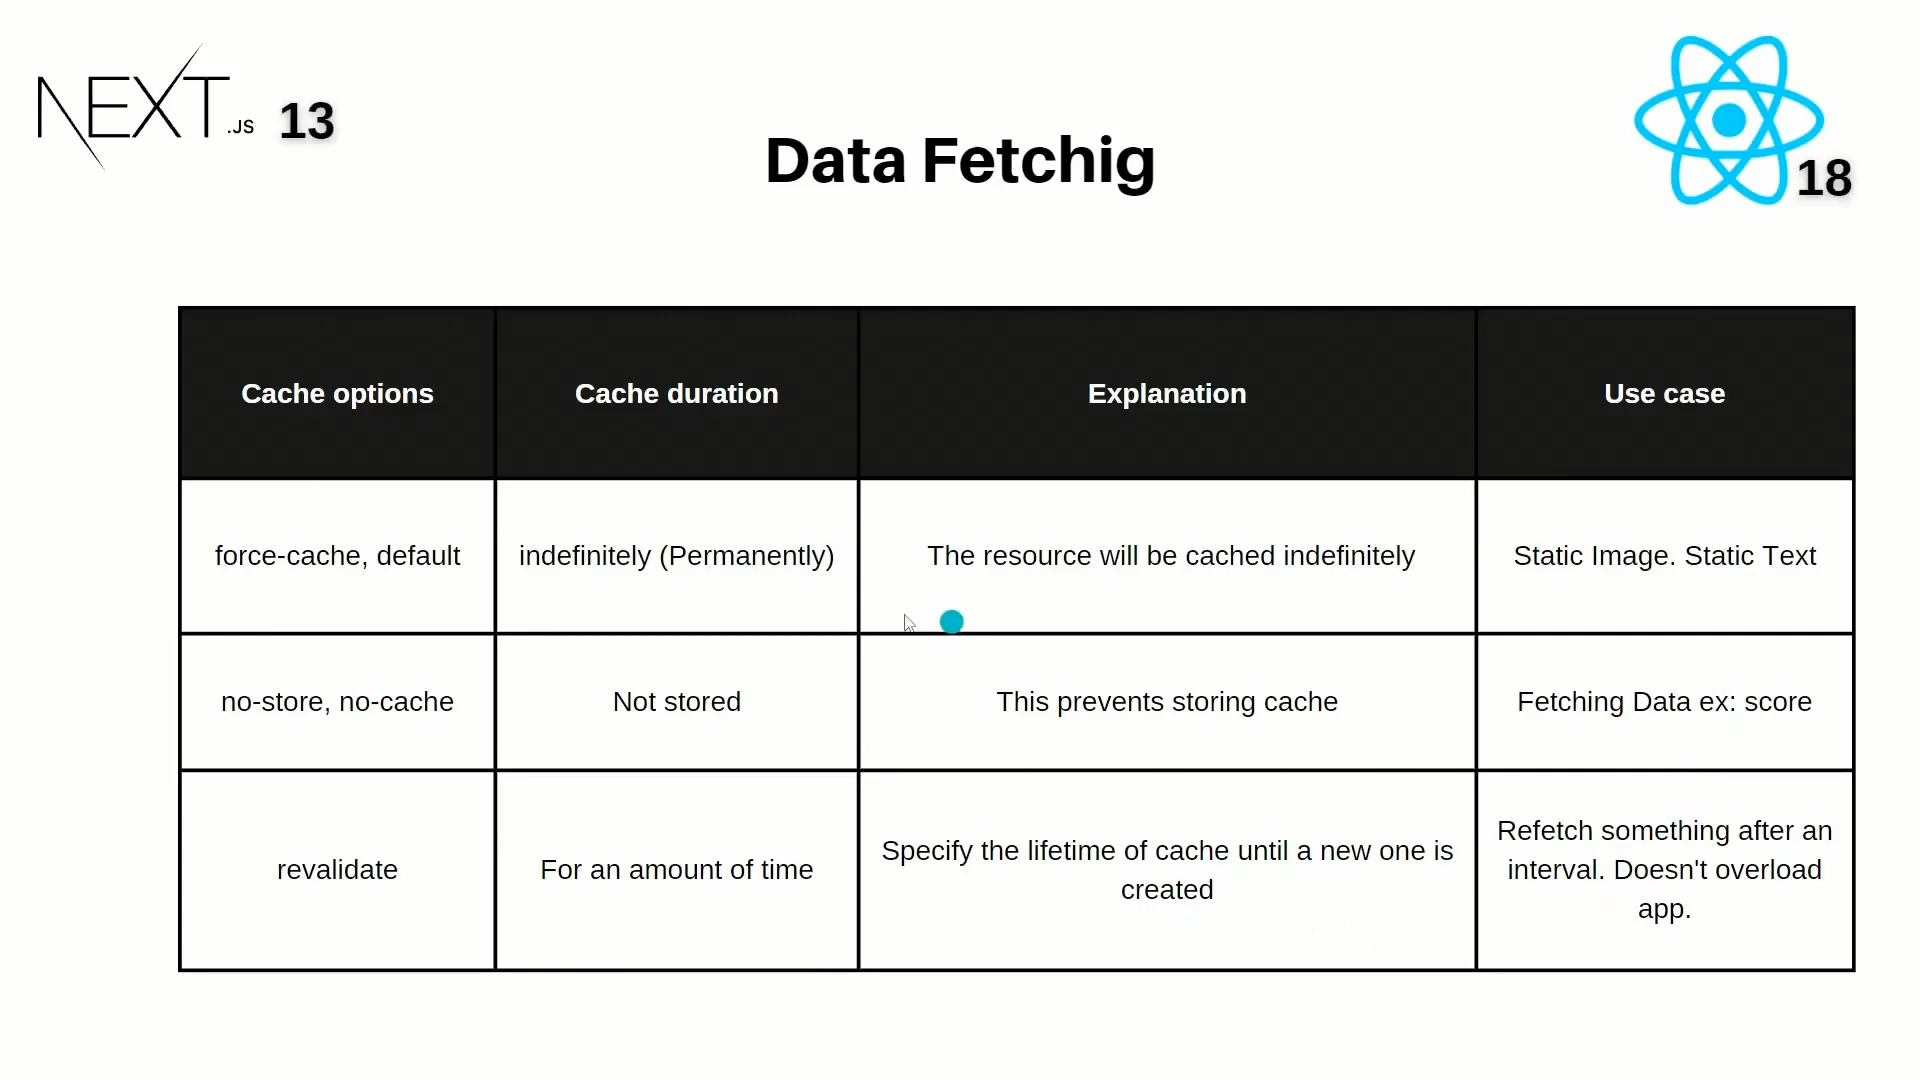 NEXT.JS 13
18
Data Fetchig
Cache options
Cache duration
Explanation
Use case
force-cache, default
indefinitely (Permanently)
The resource will be cached indefinitely
Static Image. Static Text
no-store, no-cache
Not stored
This prevents storing cache
Fetching Data ex: score
revalidate
For an amount of time
Specify the lifetime of cache until a new one is
created
Refetch something after an
interval. Doesn't overload
app.